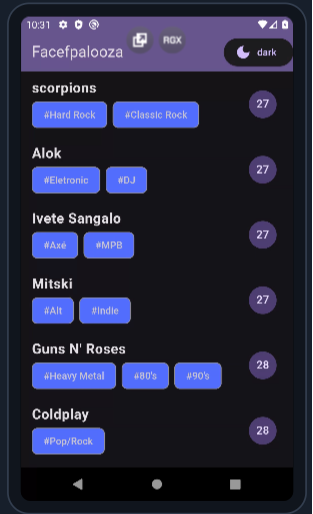 10:31
RGX
Facefpalooza
dark
scorpions
27
#Hard Rock #Classic Rock
Alok
27
#Eletronic #DJ
Ivete Sangalo
27
#Axé #MPB
Mitski
27
#Alt #Indie
Guns N' Roses
28
#Heavy Metal #80's #90's
Coldplay
28
#Pop/Rock